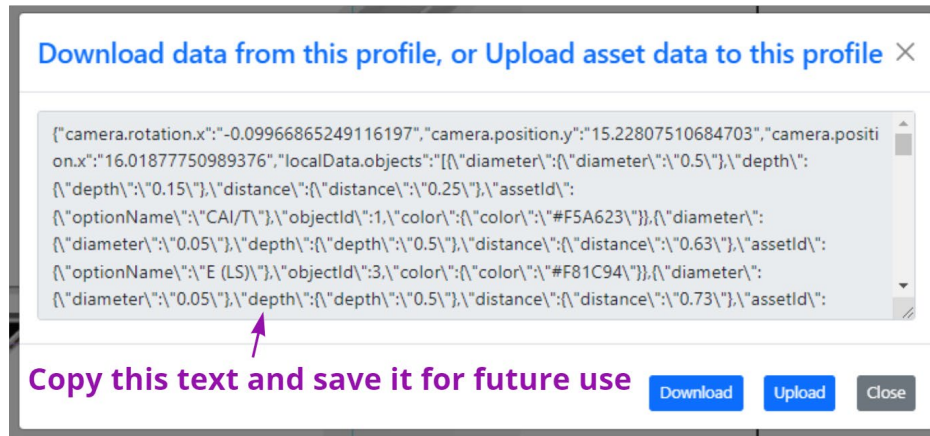 Download data from this profile, or Upload asset data to this profile
{"camera.rotation.x":"-0.09966865249116197","camera.position.y":"15.22807510684703","camera.positi
on.x":"16.01877750989376","localData.objects":"[{\"diameter\":{\"diameter\":\"0.5\"},\"depth\":
{\"depth\":\"0.15\"},\"distance\":{\"distance\":\"0.25\"},\"assetId\":
{\"optionName\":\"CAI/T\"},\"objectId\":1,\"color\":{\"color\":\"#F5A623\"}},{\"diameter\":
{\"diameter\":\"0.05\"},\"depth\":{\"depth\":\"0.5\"},\"distance\":{\"distance\":\"0.63\"},\"assetId\":
{\"optionName\":\"E (LS)\"},\"objectId\":3,\"color\":{\"color\":\"#F81C94\"}},{\"diameter\":
{\"diameter\":\"0.05\"},\"depth\":{\"depth\":\"0.5\"},\"distance\":{\"distance\":\"0.73\"},\"assetId\":
Copy this text and save it for future use
Download Upload Close